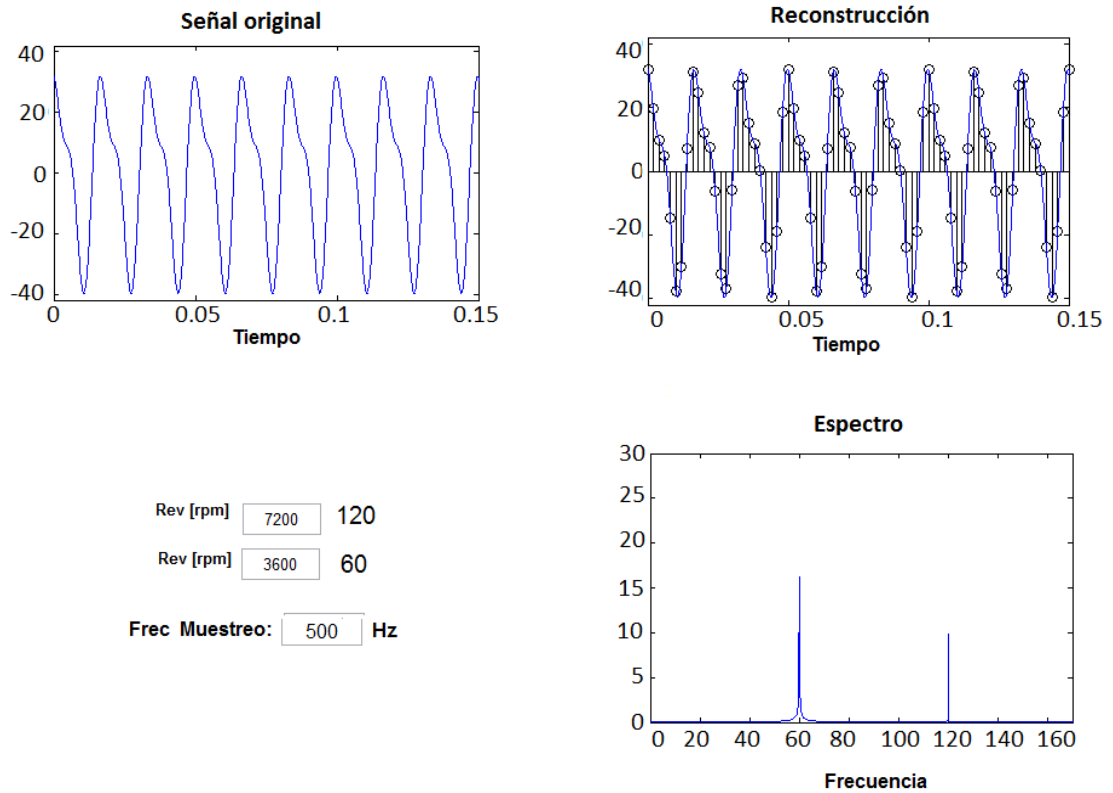 Señal original
40
20
0
-20
-40
0 0.05 0.1 0.15
Tiempo
Reconstrucción
40
20
0
-20
-40
0 0.05 0.1 0.15
Tiempo
Rev [rpm] 7200 120
Rev [rpm] 3600 60
Frec Muestreo: 500 Hz
Espectro
30
25
20
15
10
5
0
0 20 40 60 80 100 120 140 160
Frecuencia